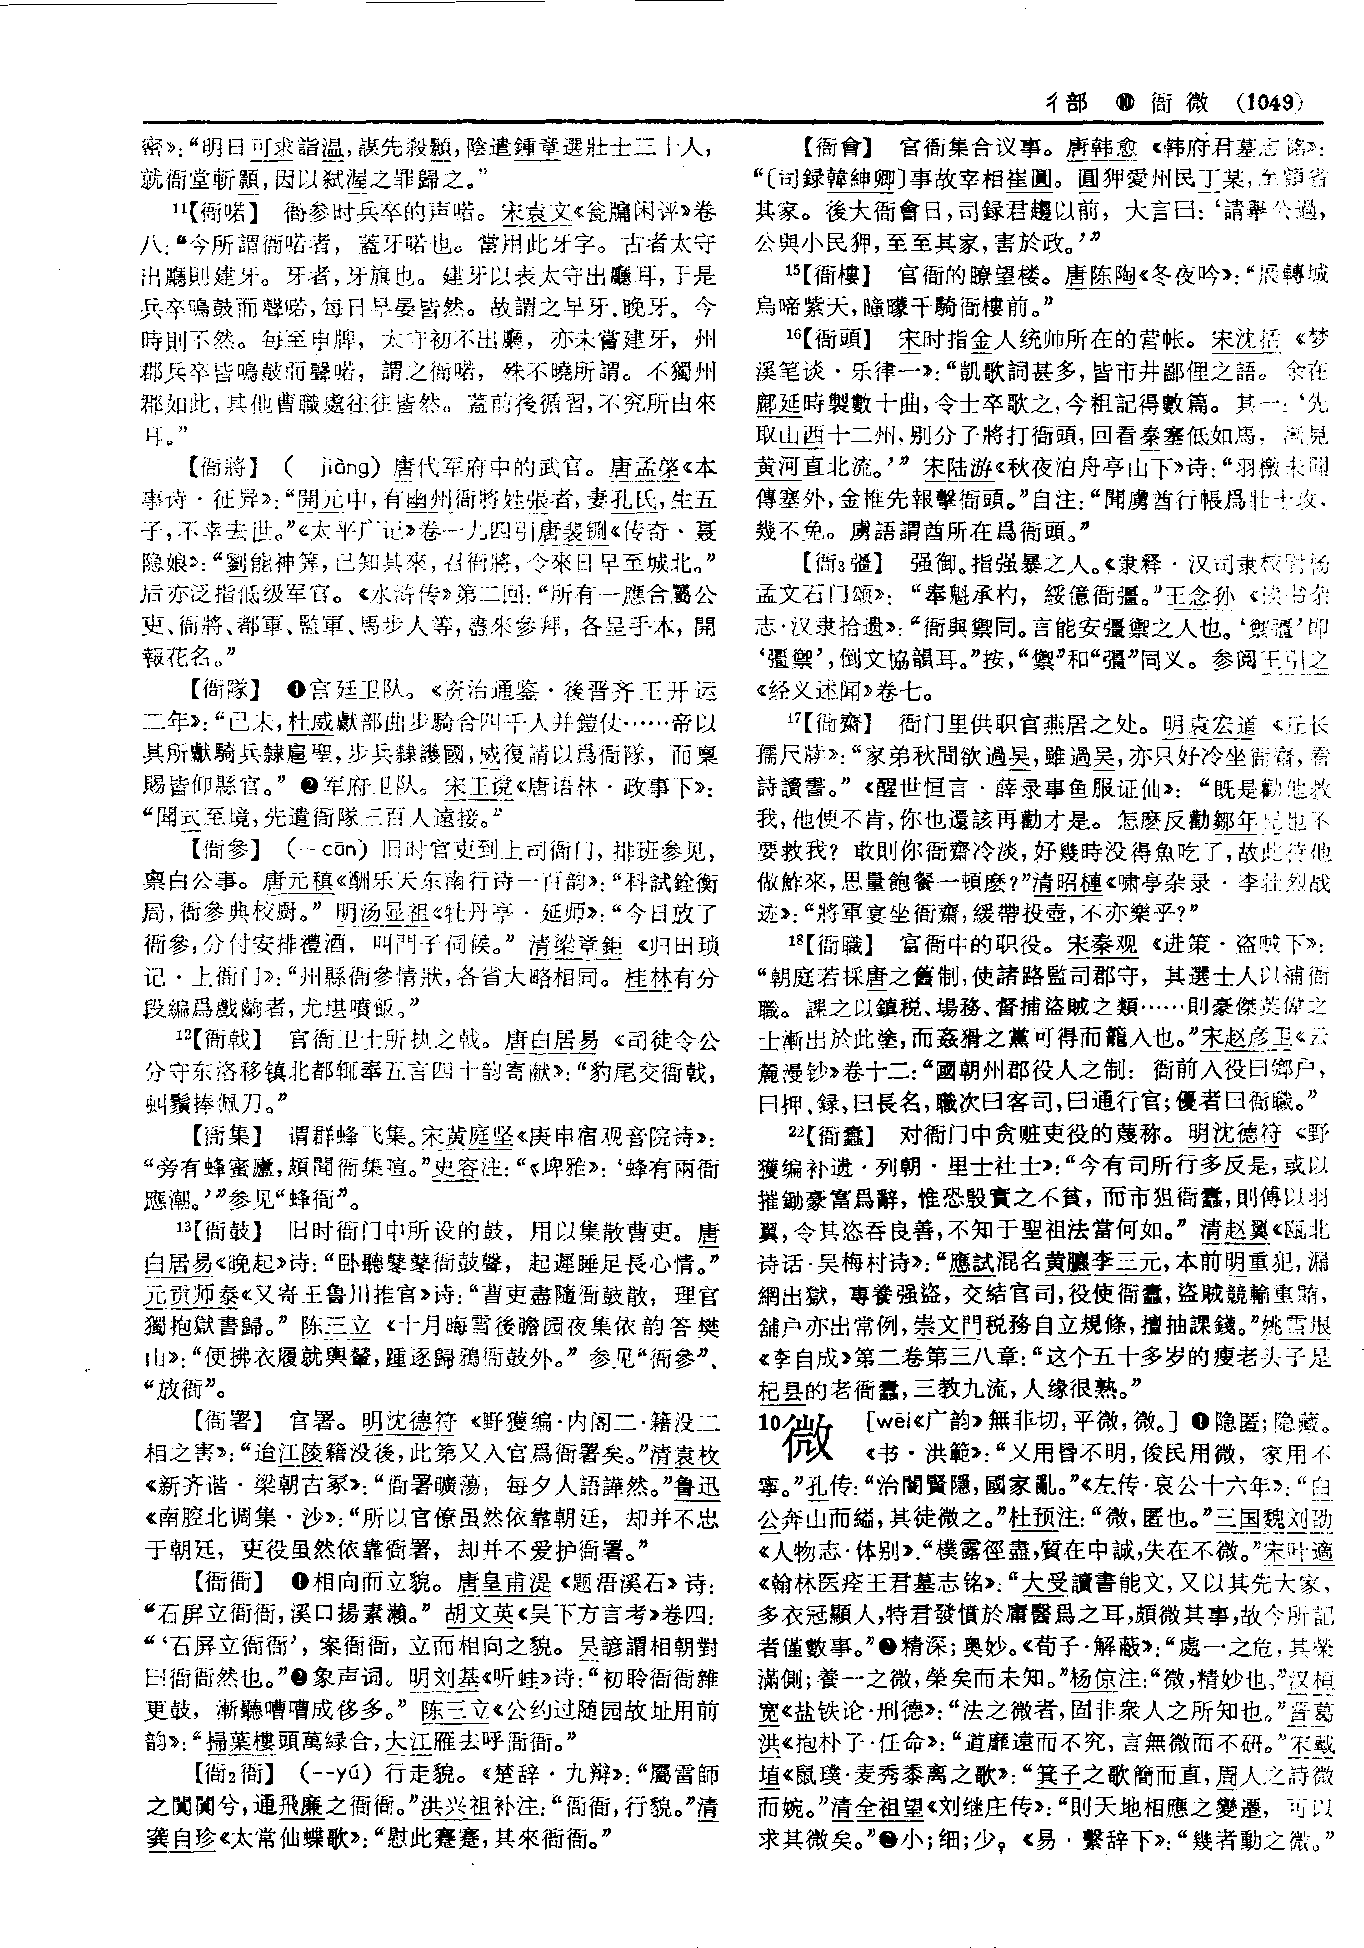 彳部 ⑩ 衙微 (1049)
密》：“明日可求詣温，謀先殺顥，陰遣鍾章選壯士二十人，
就衙堂斬顥，因以弑渥之罪歸之。”
11【衙喏】 衙参时兵卒的声喏。宋袁文《瓮牖闲评》卷
八：“今所謂衙喏者，蓋牙喏也。當用此牙字。古者太守
出廳則建牙。牙者，牙旗也。建牙以表太守出廳耳，于是
兵卒鳴鼓而聲喏，每日早晏皆然。故謂之早牙、晚牙。今
時則不然。每至申牌，太守初不出廳，亦未嘗建牙，州
郡兵卒皆鳴鼓而聲喏，謂之衙喏，殊不曉所謂。不獨州
郡如此，其他曹職處往往皆然。蓋前後循習，不究所由來
耳。”
【衙將】（ jiàng）唐代军府中的武官。唐孟棨《本
事诗·征异》：“開元中，有幽州衙將姓張者，妻孔氏，生五
子，不幸去世。”《太平广记》卷一九四引唐裴铏《传奇·聂
隐娘》：“劉能神筭，已知其來，召衙將，令來日早至城北。”
后亦泛指低级军官。《水浒传》第二回：“所有一應合屬公
吏、衙將、都軍、監軍、馬步人等，盡來參拜，各呈手本，開
報花名。”
【衙隊】 ❶宫廷卫队。《资治通鉴·後晋齐王开运
二年》：“己未，杜威獻部曲步騎合四千人并鎧仗……帝以
其所獻騎兵隸扈聖，步兵隸護國，威復請以爲衙隊，而稟
賜皆仰縣官。”❷军府卫队。宋王谠《唐语林·政事下》：
“聞式至境，先遣衙隊三百人遠接。”
【衙參】（-cān）旧时官吏到上司衙门，排班参见，
禀白公事。唐元稹《酬乐天东南行诗一百韵》：“科試銓衡
局，衙參典校厨。”明汤显祖《牡丹亭·延师》：“今日放了
衙參，分付安排禮酒，叫門子伺候。”清梁章鉅《归田琐
记·上衙门》：“州縣衙參情狀，各省大略相同。桂林有分
段編爲戲齣者，尤堪噴飯。”
12【衙戟】 官衙卫士所执之戟。唐白居易《司徒令公
分守东洛移镇北都辄奉五言四十韵寄献》：“豹尾交衙戟，
虬鬚捧佩刀。”
【衙集】 谓群蜂飞集。宋黄庭坚《庚申宿观音院诗》：
“旁有蜂蜜廬，頗聞衙集喧。”史容注：“《埤雅》：‘蜂有兩衙
應潮。’”参见“蜂衙”。
13【衙鼓】 旧时衙门中所设的鼓，用以集散曹吏。唐
白居易《晚起》诗：“卧聽鼕鼕衙鼓聲，起遲睡足長心情。”
元贡师泰《又寄王鲁川推官》诗：“曹吏盡隨衙鼓散，理官
獨抱獄書歸。”陈三立《十月晦暂後瞻园夜集依韵答樊
山》：“便拂衣履就輿輦，踵逐歸鴉衙鼓外。”参见“衙參”、
“放衙”。
【衙署】 官署。明沈德符《野獲编·内阁二·籍没二
相之害》：“迨江陵籍没後，此第又入官爲衙署矣。”清袁枚
《新齐谐·梁朝古冢》：“衙署曠蕩，每夕人語譁然。”鲁迅
《南腔北调集·沙》：“所以官僚虽然依靠朝廷，却并不忠
于朝廷，吏役虽然依靠衙署，却并不爱护衙署。”
【衙衙】 ❶相向而立貌。唐皇甫湜《题浯溪石》诗：
“石屏立衙衙，溪口揚素瀨。”胡文英《吴下方言考》卷四：
“‘石屏立衙衙’，案衙衙，立而相向之貌。吴諺謂相朝對
曰衙衙然也。”❷象声词。明刘基《听蛙》诗：“初聆衙衙雜
更鼓，漸聽嘈嘈成侈多。”陈三立《公约过随园故址用前
韵》：“掃葉樓頭萬緑合，大江雁去呼衙衙。”
【衙2衙】（--yú）行走貌。《楚辞·九辩》：“屬雷師
之闐闐兮，通飛廉之衙衙。”洪兴祖补注：“衙衙，行貌。”清
龚自珍《太常仙蝶歌》：“慰此蹇蹇，其來衙衙。”
【衙會】 官衙集合议事。唐韩愈《韩府君墓志铭》：
“〔司録韓紳卿〕事故宰相崔圓。圓狎愛州民丁某，至顧省
其家。後大衙會日，司録君趨以前，大言曰：‘請舉公過，
公與小民狎，至至其家，害於政。’”
15【衙樓】 官衙的瞭望楼。唐陈陶《冬夜吟》：“展轉城
烏啼紫天，曈曚千騎衙樓前。”
16【衙頭】 宋时指金人统帅所在的营帐。宋沈括《梦
溪笔谈·乐律一》：“凱歌詞甚多，皆市井鄙俚之語。余在
鄜延時製數十曲，令士卒歌之，今粗記得數篇。其一：‘先
取山西十二州，别分子將打衙頭，回看秦塞低如馬，漸見
黄河直北流。’”宋陆游《秋夜泊舟亭山下》诗：“羽檄未聞
傳塞外，金椎先報擊衙頭。”自注：“聞虜酋行帳爲壯士攻，
幾不免。虜語謂酋所在爲衙頭。”
【衙3彊】 强御。指强暴之人。《隶释·汉司隶校尉杨
孟文石门颂》：“奉魁承杓，綏億衙彊。”王念孙《读书杂
志·汉隶拾遗》：“衙與禦同。言能安彊禦之人也。‘禦彊’即
‘彊禦’，倒文協韻耳。”按，“禦”和“彊”同义。参阅王引之
《经义述闻》卷七。
17【衙齋】 衙门里供职官燕居之处。明袁宏道《丘长
孺尺牍》：“家弟秋間欲過吴，雖過吴，亦只好冷坐衙齋，看
詩讀書。”《醒世恒言·薛录事鱼服证仙》：“既是勸他救
我，他便不肯，你也還該再勸才是。怎麽反勸鄒年兄也不
要救我？敢則你衙齋冷淡，好幾時没得魚吃了，故此待他
做鮓來，思量飽餐一頓麽？”清昭槤《啸亭杂录·李壮烈战
迹》：“將軍宴坐衙齋，緩帶投壺，不亦樂乎？”
18【衙職】 官衙中的职役。宋秦观《进策·盗贼下》：
“朝庭若採唐之舊制，使諸路監司郡守，其選士人以補衙
職。課之以鎮税、場務、督捕盗賊之類……則豪傑英偉之
士漸出於此塗，而姦猾之黨可得而籠入也。”宋赵彦卫《云
麓漫钞》卷十二：“國朝州郡役人之制：衙前入役曰鄉户，
曰押、録，曰長名，職次曰客司，曰通行官；優者曰衙職。”
22【衙蠹】 对衙门中贪赃吏役的蔑称。明沈德符《野
獲编补遗·列朝·里士社士》：“今有司所行多反是，或以
摧鋤豪富爲辭，惟恐殷實之不貧，而市狙衙蠹，則傅以羽
翼，令其恣吞良善，不知于聖祖法當何如。”清赵翼《瓯北
诗话·吴梅村诗》：“應試混名黄臕李三元，本前明重犯，漏
網出獄，專養强盗，交結官司，役使衙蠹，盗賊競輸重賄，
舖户亦出常例，崇文門税務自立規條，擅抽課錢。”姚雪垠
《李自成》第二卷第三八章：“这个五十多岁的瘦老头子是
杞县的老衙蠹，三教九流，人缘很熟。”
10微 [wēi《广韵》無非切，平微，微。] ❶隐匿；隐藏。
《书·洪範》：“乂用昏不明，俊民用微，家用不
寧。”孔传：“治闇賢隱，國家亂。”《左传·哀公十六年》：“白
公奔山而縊，其徒微之。”杜预注：“微，匿也。”三国魏刘劭
《人物志·体别》：“樸露徑盡，質在中誠，失在不微。”宋叶適
《翰林医痊王君墓志铭》：“大受讀書能文，又以其先大家，
多衣冠顯人，特君發憤於庸醫爲之耳，頗微其事，故今所記
者僅數事。”❷精深；奥妙。《荀子·解蔽》：“處一之危，其榮
滿側；養一之微，榮矣而未知。”杨倞注：“微，精妙也。”汉桓
宽《盐铁论·刑德》：“法之微者，固非衆人之所知也。”晋葛
洪《抱朴子·任命》：“道靡遠而不究，言無微而不研。”宋戴
埴《鼠璞·麦秀黍离之歌》：“箕子之歌簡而直，周人之詩微
而婉。”清全祖望《刘继庄传》：“則天地相應之變遷，可以
求其微矣。”❸小；细；少。《易·繫辞下》：“幾者動之微。”